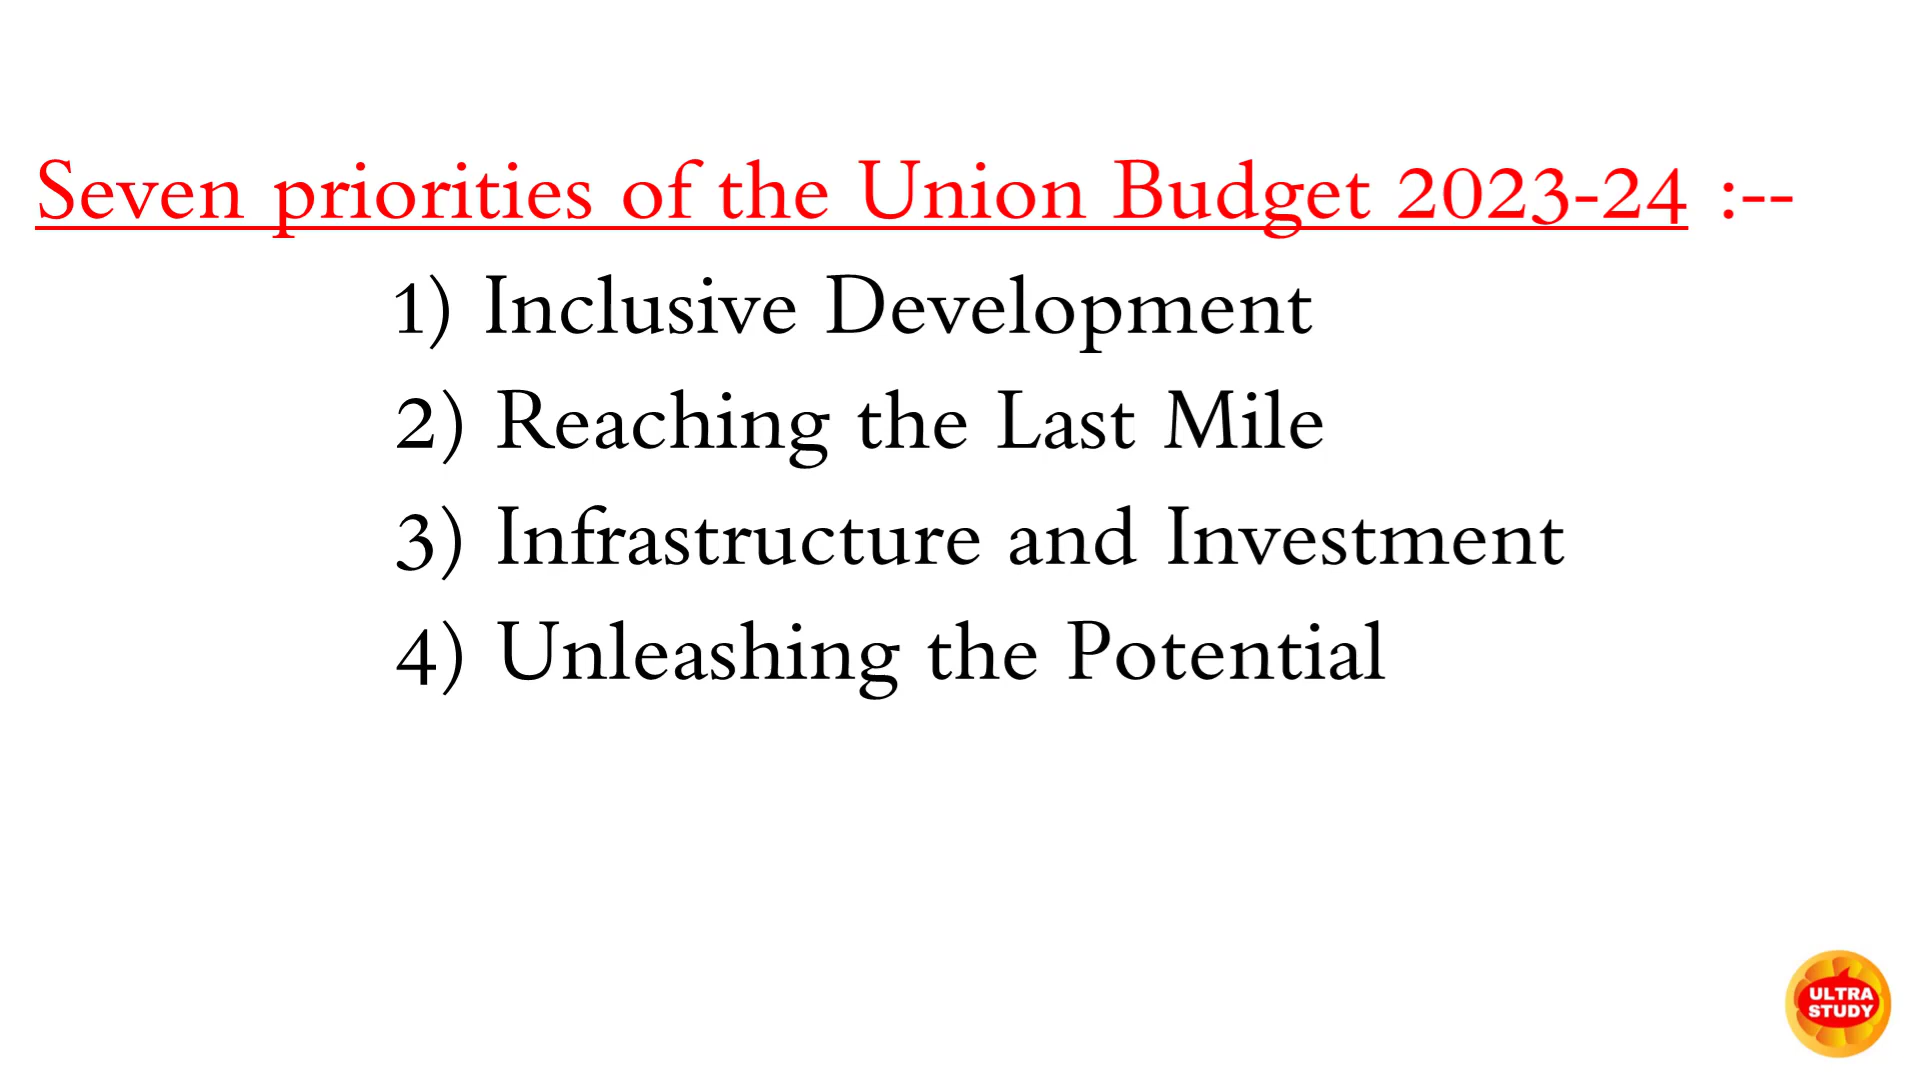 Seven priorities of the Union Budget 2023-24 :--
1) Inclusive Development
2) Reaching the Last Mile
3) Infrastructure and Investment
4) Unleashing the Potential
ULTRA
STUDY